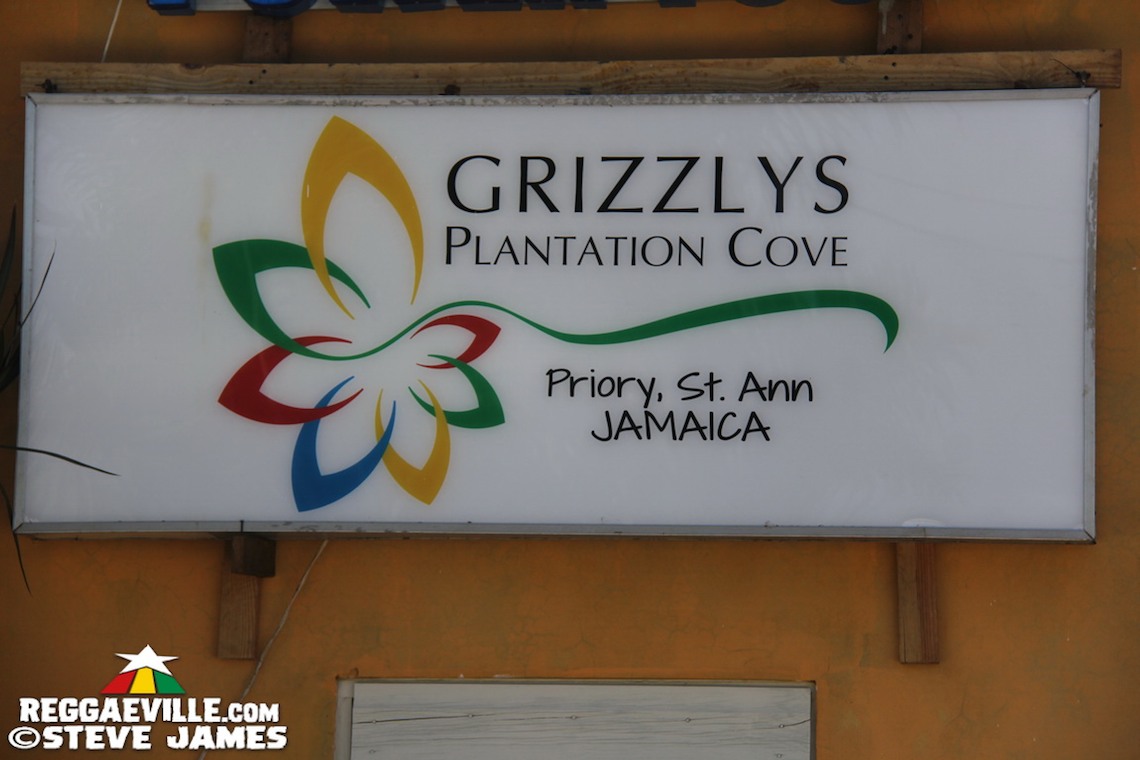 GRIZZLYS
PLANTATION COVE
Priory, St. Ann
JAMAICA
REGGAEVILLE.COM
©STEVE JAMES